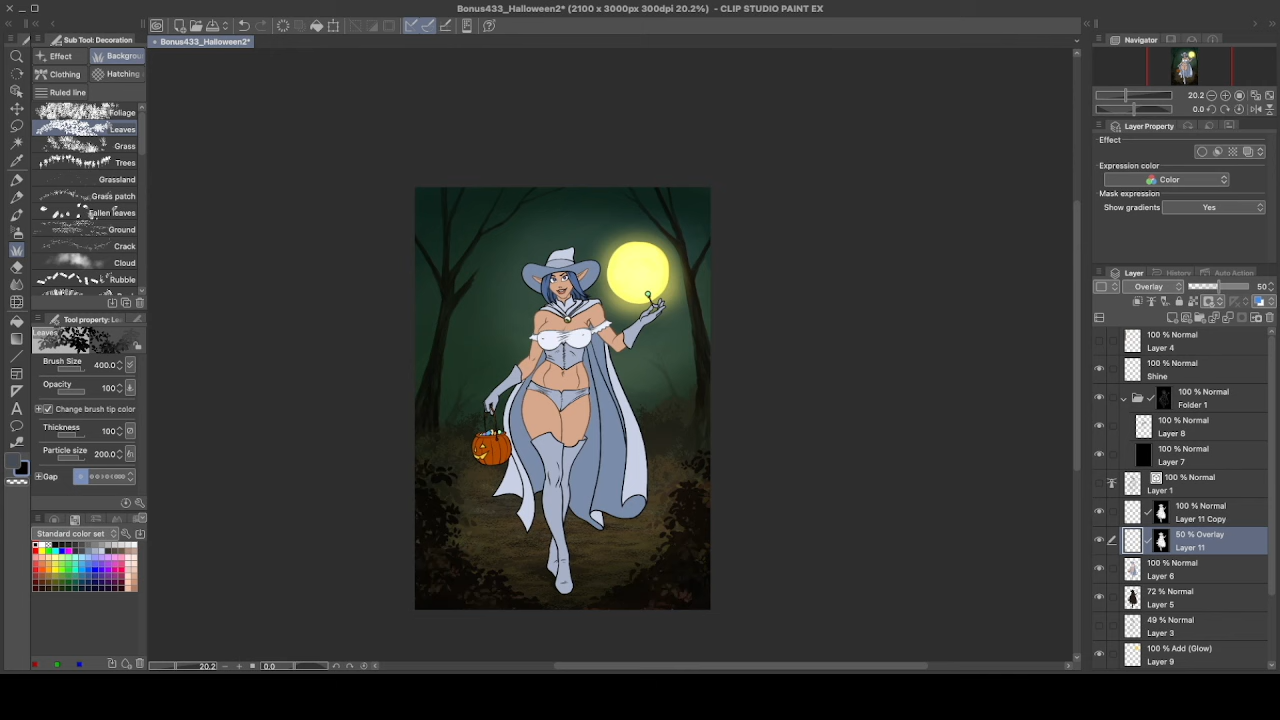 Bonus433_Halloween2* (2100 x 3000px 300dpi 20.2%) - CLIP STUDIO PAINT EX
Sub Tool: Decoration
Bonus433_Halloween2*
Navigator
Effect
Backgrou
Clothing
Hatching
Ruled line
Foliage
Leaves
Grass
Trees
Grassland
Grass patch
Fallen leaves
Ground
Crack
Cloud
Rubble
Tool property: Le
Leaves
Brush Size
400.0
Opacity
100
Change brush tip color
Thickness
100
Particle size
200.0
Gap
Standard color set
20.2
0.0
20.2
0.0
Layer Property
Effect
Expression color
Color
Mask expression
Show gradients
Yes
Layer
History
Auto Action
Overlay
50
100 % Normal
Layer 4
100 % Normal
Shine
100 % Normal
Folder 1
100 % Normal
Layer 8
100 % Normal
Layer 7
100 % Normal
Layer 1
100 % Normal
Layer 11 Copy
50 % Overlay
Layer 11
100 % Normal
Layer 6
72 % Normal
Layer 5
49 % Normal
Layer 3
100 % Add (Glow)
Layer 9